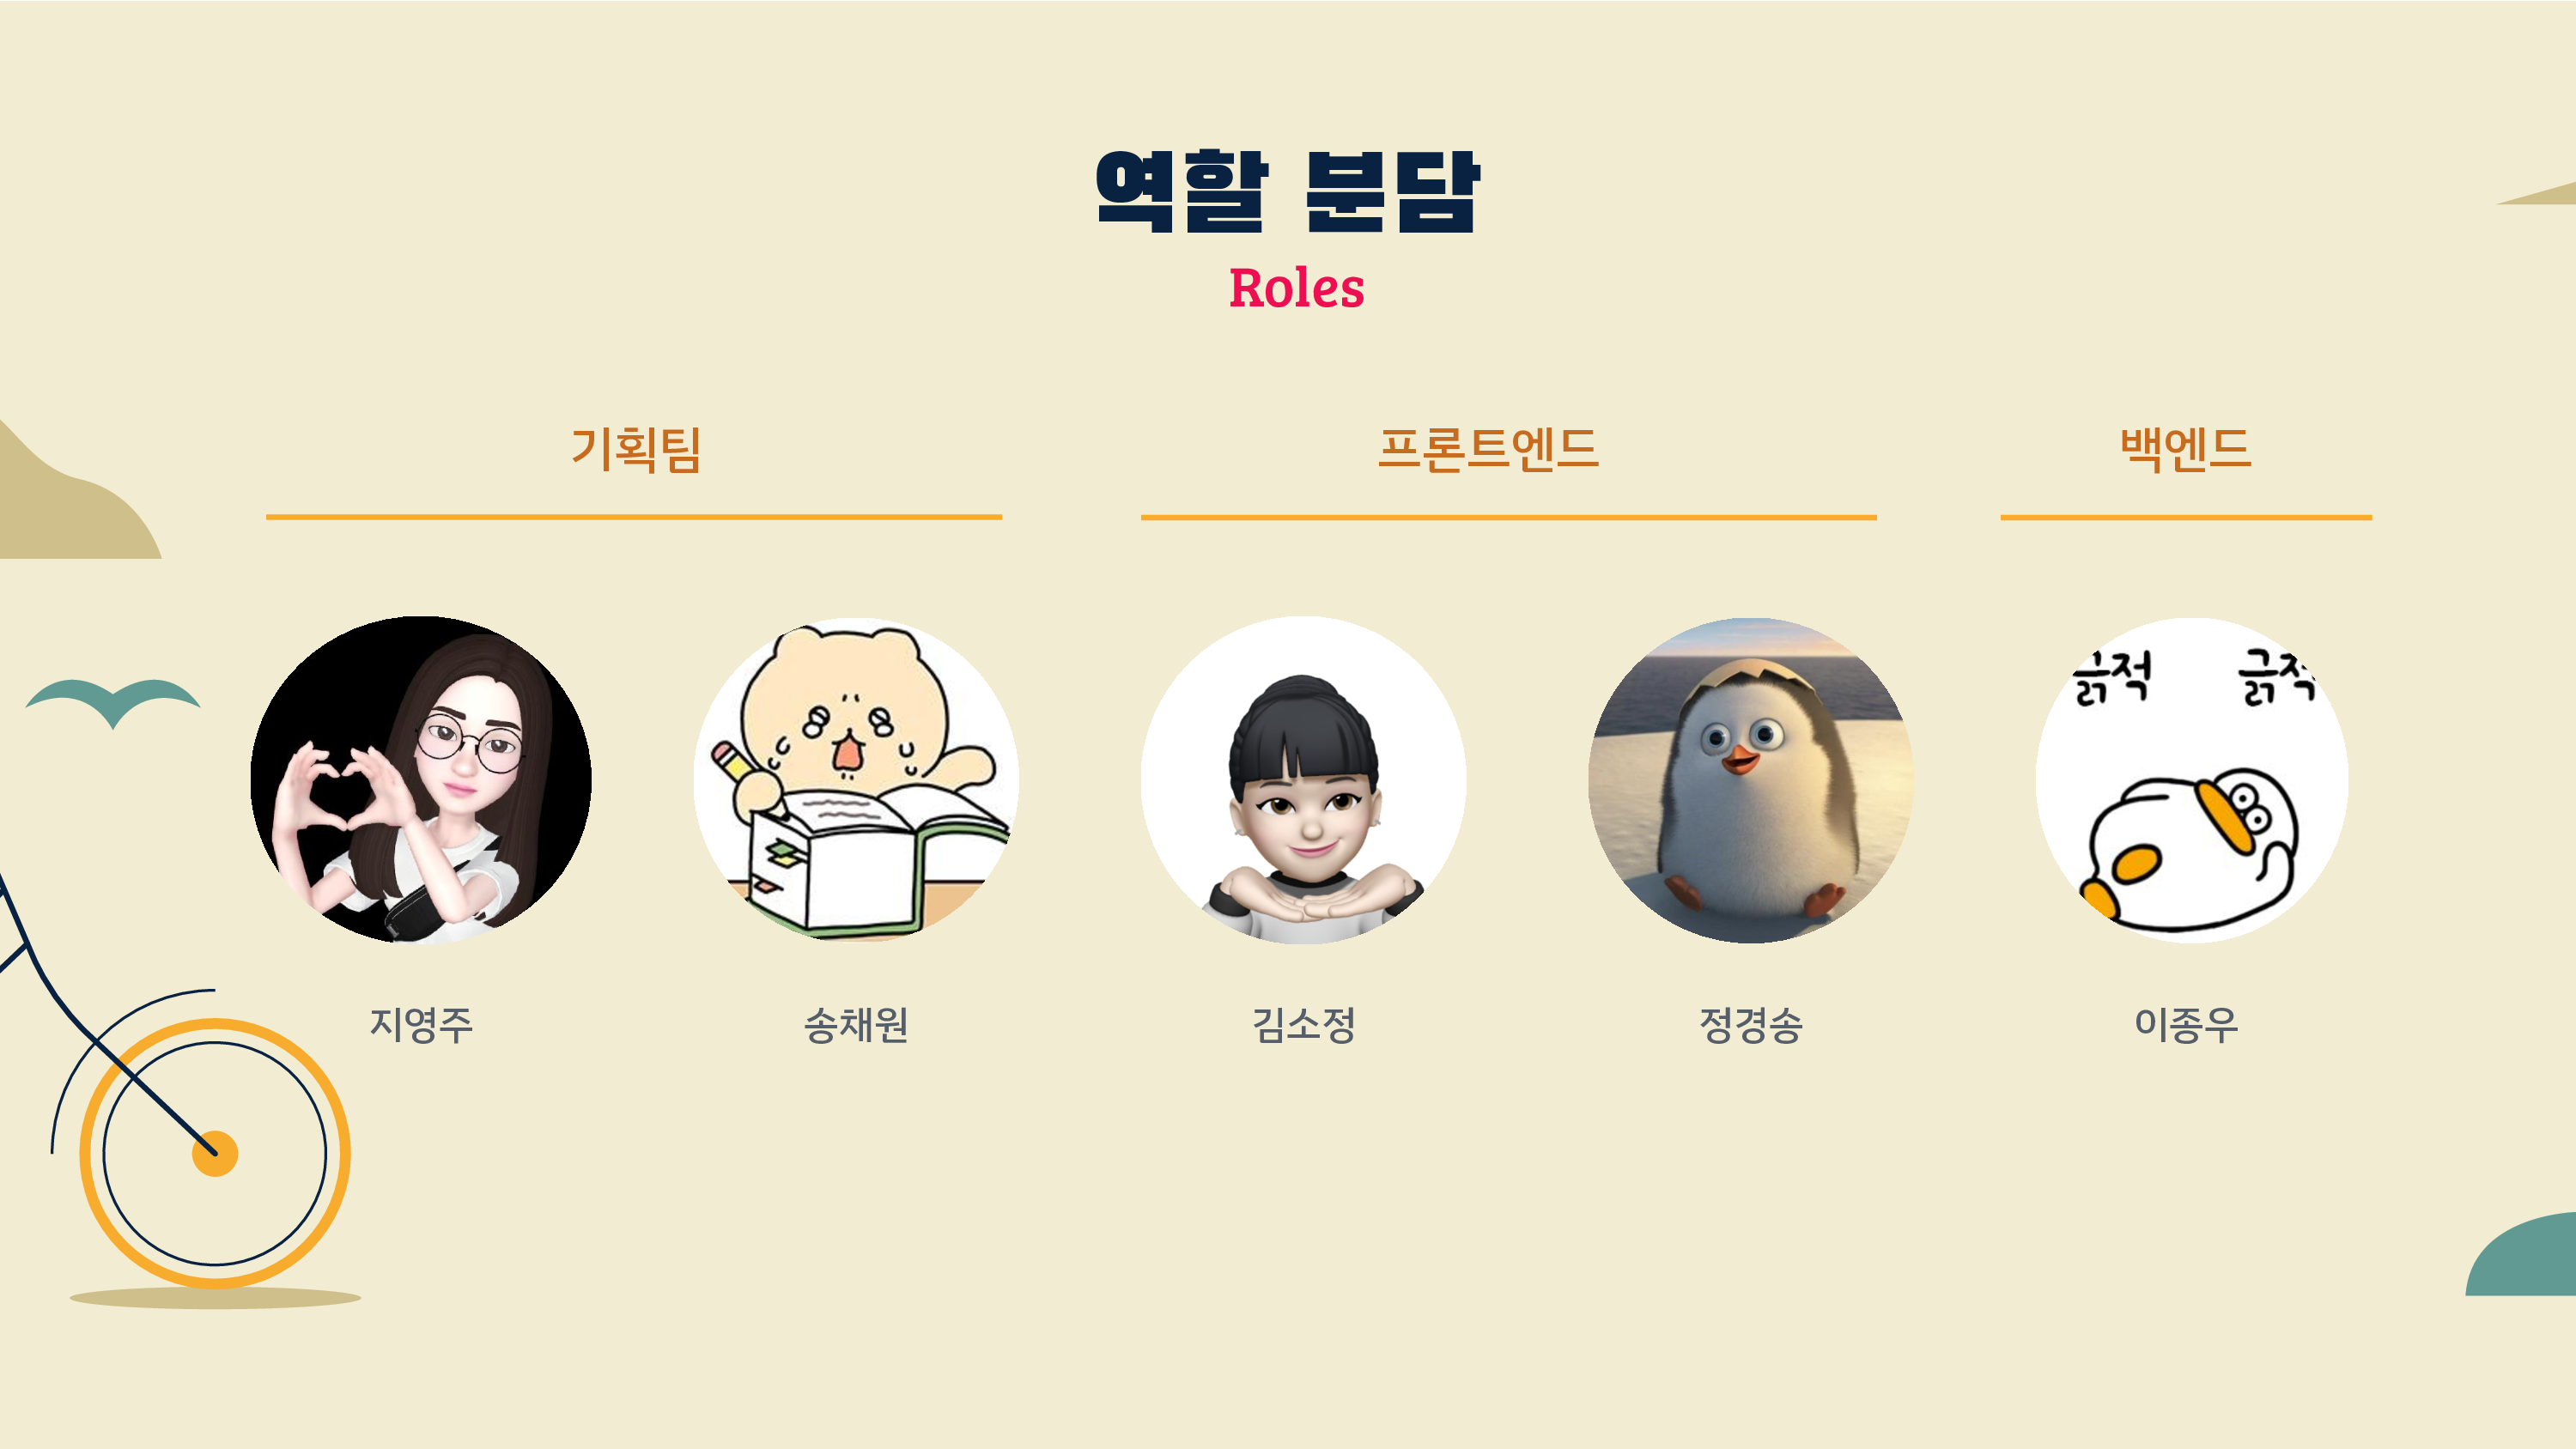 역할 분담
Roles
기획팀
프론트엔드
백엔드
긁적 긁적
지영주
송채원
김소정
정경송
이종우